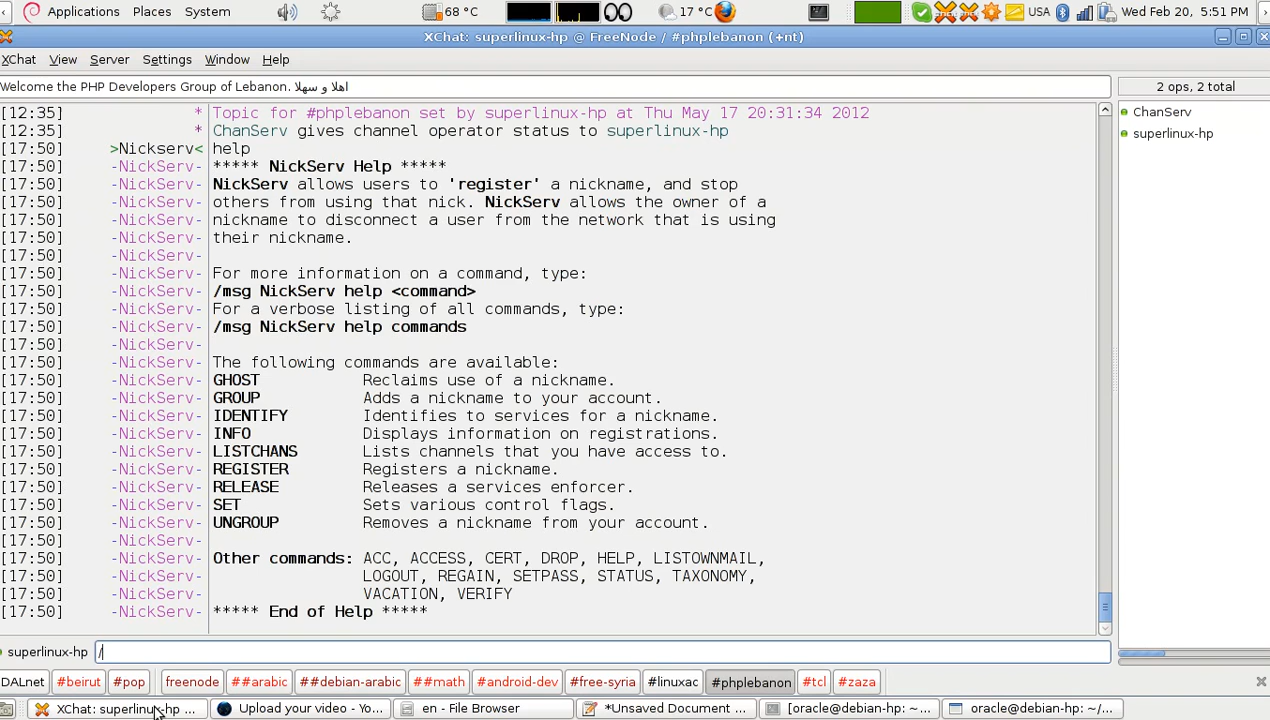 Applications Places System 68 °C 17 °C USA Wed Feb 20, 5:51 PM
XChat: superlinux-hp @ FreeNode / #phplebanon (+nt)
XChat View Server Settings Window Help
Welcome the PHP Developers Group of Lebanon. اهلا و سهلا
2 ops, 2 total
[12:35] * Topic for #phplebanon set by superlinux-hp at Thu May 17 20:31:34 2012
ChanServ
[12:35] * ChanServ gives channel operator status to superlinux-hp
superlinux-hp
[17:50] >Nickserv< help
[17:50] -NickServ- ***** NickServ Help *****
[17:50] -NickServ- NickServ allows users to 'register' a nickname, and stop
[17:50] -NickServ- others from using that nick. NickServ allows the owner of a
[17:50] -NickServ- nickname to disconnect a user from the network that is using
[17:50] -NickServ- their nickname.
[17:50] -NickServ-
[17:50] -NickServ- For more information on a command, type:
[17:50] -NickServ- /msg NickServ help <command>
[17:50] -NickServ- For a verbose listing of all commands, type:
[17:50] -NickServ- /msg NickServ help commands
[17:50] -NickServ-
[17:50] -NickServ- The following commands are available:
[17:50] -NickServ- GHOST Reclaims use of a nickname.
[17:50] -NickServ- GROUP Adds a nickname to your account.
[17:50] -NickServ- IDENTIFY Identifies to services for a nickname.
[17:50] -NickServ- INFO Displays information on registrations.
[17:50] -NickServ- LISTCHANS Lists channels that you have access to.
[17:50] -NickServ- REGISTER Registers a nickname.
[17:50] -NickServ- RELEASE Releases a services enforcer.
[17:50] -NickServ- SET Sets various control flags.
[17:50] -NickServ- UNGROUP Removes a nickname from your account.
[17:50] -NickServ-
[17:50] -NickServ- Other commands: ACC, ACCESS, CERT, DROP, HELP, LISTOWNMAIL,
[17:50] -NickServ- LOGOUT, REGAIN, SETPASS, STATUS, TAXONOMY,
[17:50] -NickServ- VACATION, VERIFY
[17:50] -NickServ- ***** End of Help *****
superlinux-hp /
DALnet #beirut #pop freenode ##arabic ##debian-arabic ##math #android-dev #free-syria #linuxac #phplebanon #tcl #zaza
XChat: superlinux-hp ... Upload your video - Yo... en - File Browser *Unsaved Document ... [oracle@debian-hp: ~... oracle@debian-hp: ~/...